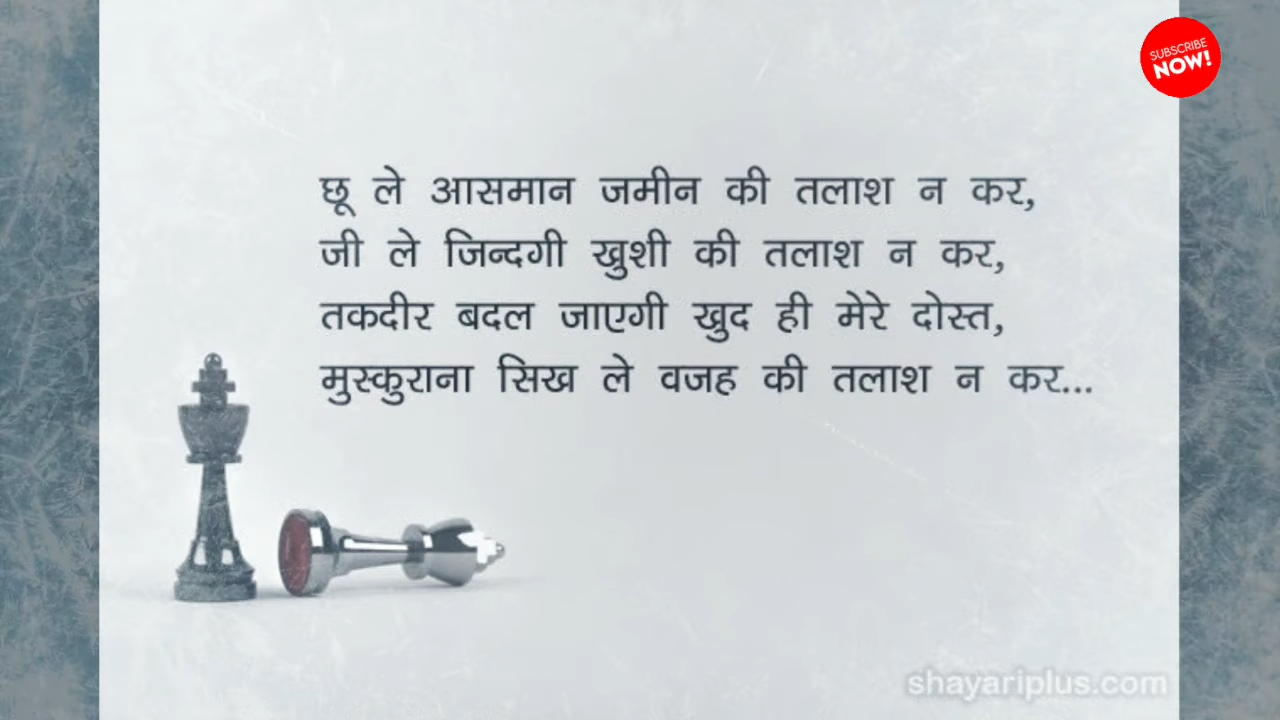 SUBSCRIBE
NOW!
छू ले आसमान जमीन की तलाश न कर,
जी ले जिन्दगी खुशी की तलाश न कर,
तकदीर बदल जाएगी खुद ही मेरे दोस्त,
मुस्कुराना सिख ले वजह की तलाश न कर...
shayariplus.com